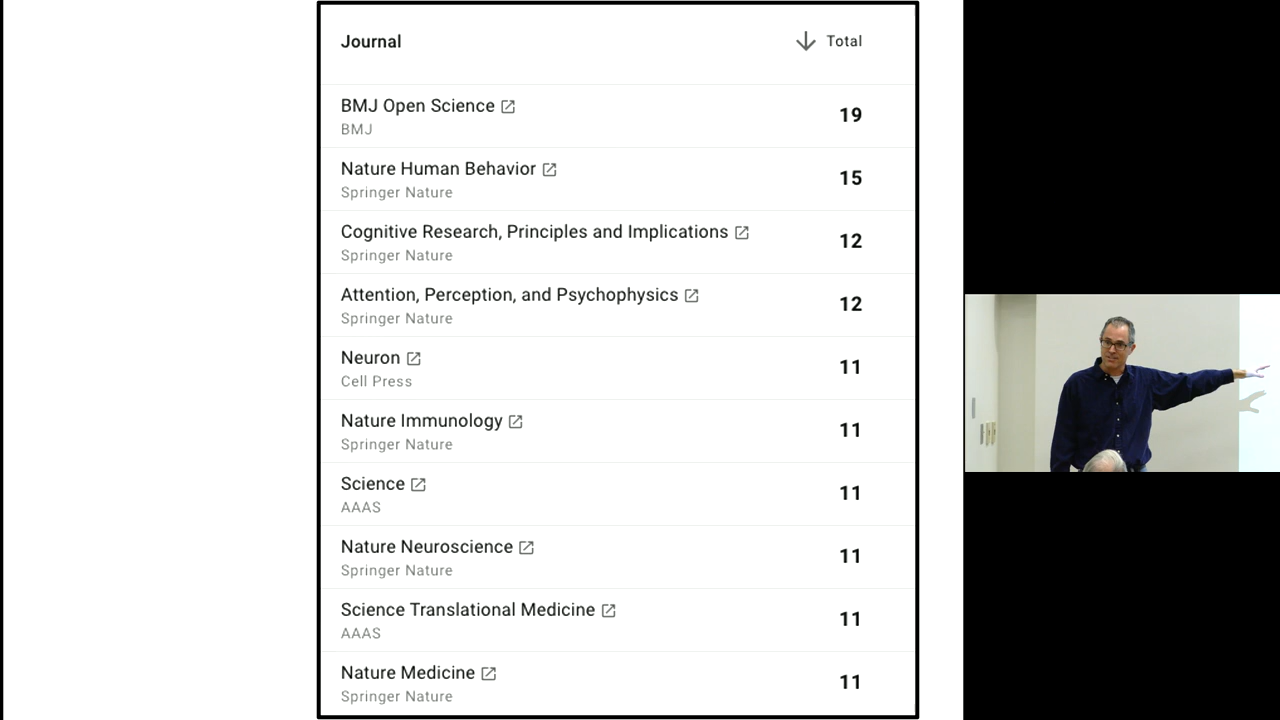 Journal
Total
BMJ Open Science
BMJ
19
Nature Human Behavior
Springer Nature
15
Cognitive Research, Principles and Implications
Springer Nature
12
Attention, Perception, and Psychophysics
Springer Nature
12
Neuron
Cell Press
11
Nature Immunology
Springer Nature
11
Science
AAAS
11
Nature Neuroscience
Springer Nature
11
Science Translational Medicine
AAAS
11
Nature Medicine
Springer Nature
11